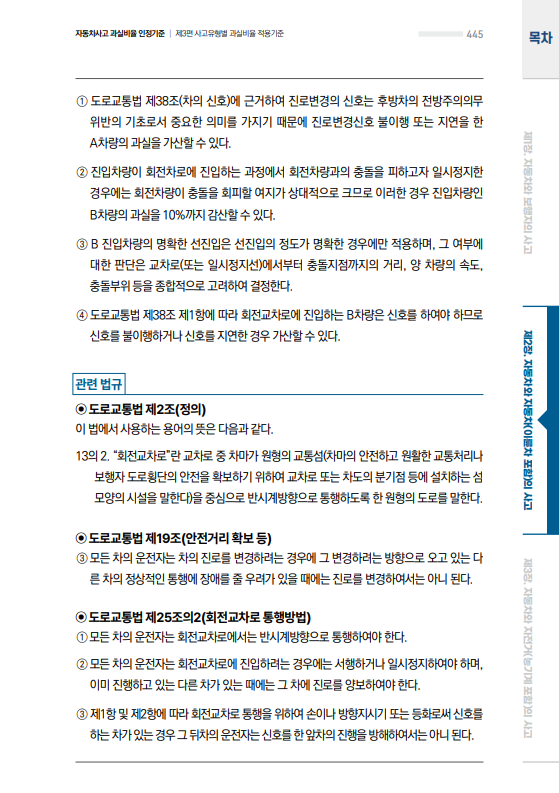 자동차사고 과실비율 인정기준 | 제3편 사고유형별 과실비율 적용기준
445
목차
① 도로교통법 제38조(차의 신호)에 근거하여 진로변경의 신호는 후방차의 전방주의의무
위반의 기초로서 중요한 의미를 가지기 때문에 진로변경신호 불이행 또는 지연을 한
A차량의 과실을 가산할 수 있다.
② 진입차량이 회전차로에 진입하는 과정에서 회전차량과의 충돌을 피하고자 일시정지한
경우에는 회전차량이 충돌을 회피할 여지가 상대적으로 크므로 이러한 경우 진입차량인
B차량의 과실을 10%까지 감산할 수 있다.
③ B 진입차량의 명확한 선진입은 선진입의 정도가 명확한 경우에만 적용하며, 그 여부에
대한 판단은 교차로(또는 일시정지선)에서부터 충돌지점까지의 거리, 양 차량의 속도,
충돌부위 등을 종합적으로 고려하여 결정한다.
④ 도로교통법 제38조 제1항에 따라 회전교차로에 진입하는 B차량은 신호를 하여야 하므로
신호를 불이행하거나 신호를 지연한 경우 가산할 수 있다.
관련 법규
◉ 도로교통법 제2조(정의)
이 법에서 사용하는 용어의 뜻은 다음과 같다.
13의 2. “회전교차로”란 교차로 중 차마가 원형의 교통섬(차마의 안전하고 원활한 교통처리나
보행자 도로횡단의 안전을 확보하기 위하여 교차로 또는 차도의 분기점 등에 설치하는 섬
모양의 시설을 말한다)을 중심으로 반시계방향으로 통행하도록 한 원형의 도로를 말한다.
◉ 도로교통법 제19조(안전거리 확보 등)
③ 모든 차의 운전자는 차의 진로를 변경하려는 경우에 그 변경하려는 방향으로 오고 있는 다
른 차의 정상적인 통행에 장애를 줄 우려가 있을 때에는 진로를 변경하여서는 아니 된다.
◉ 도로교통법 제25조의2(회전교차로 통행방법)
① 모든 차의 운전자는 회전교차로에서는 반시계방향으로 통행하여야 한다.
② 모든 차의 운전자는 회전교차로에 진입하려는 경우에는 서행하거나 일시정지하여야 하며,
이미 진행하고 있는 다른 차가 있는 때에는 그 차에 진로를 양보하여야 한다.
③ 제1항 및 제2항에 따라 회전교차로 통행을 위하여 손이나 방향지시기 또는 등화로써 신호를
하는 차가 있는 경우 그 뒤차의 운전자는 신호를 한 앞차의 진행을 방해하여서는 아니 된다.
제1장. 자동차와 보행자의 사고
제2장. 자동차와 자동차(이륜차 포함)의 사고
제3장. 자동차와 자전거(농기계 포함)의 사고